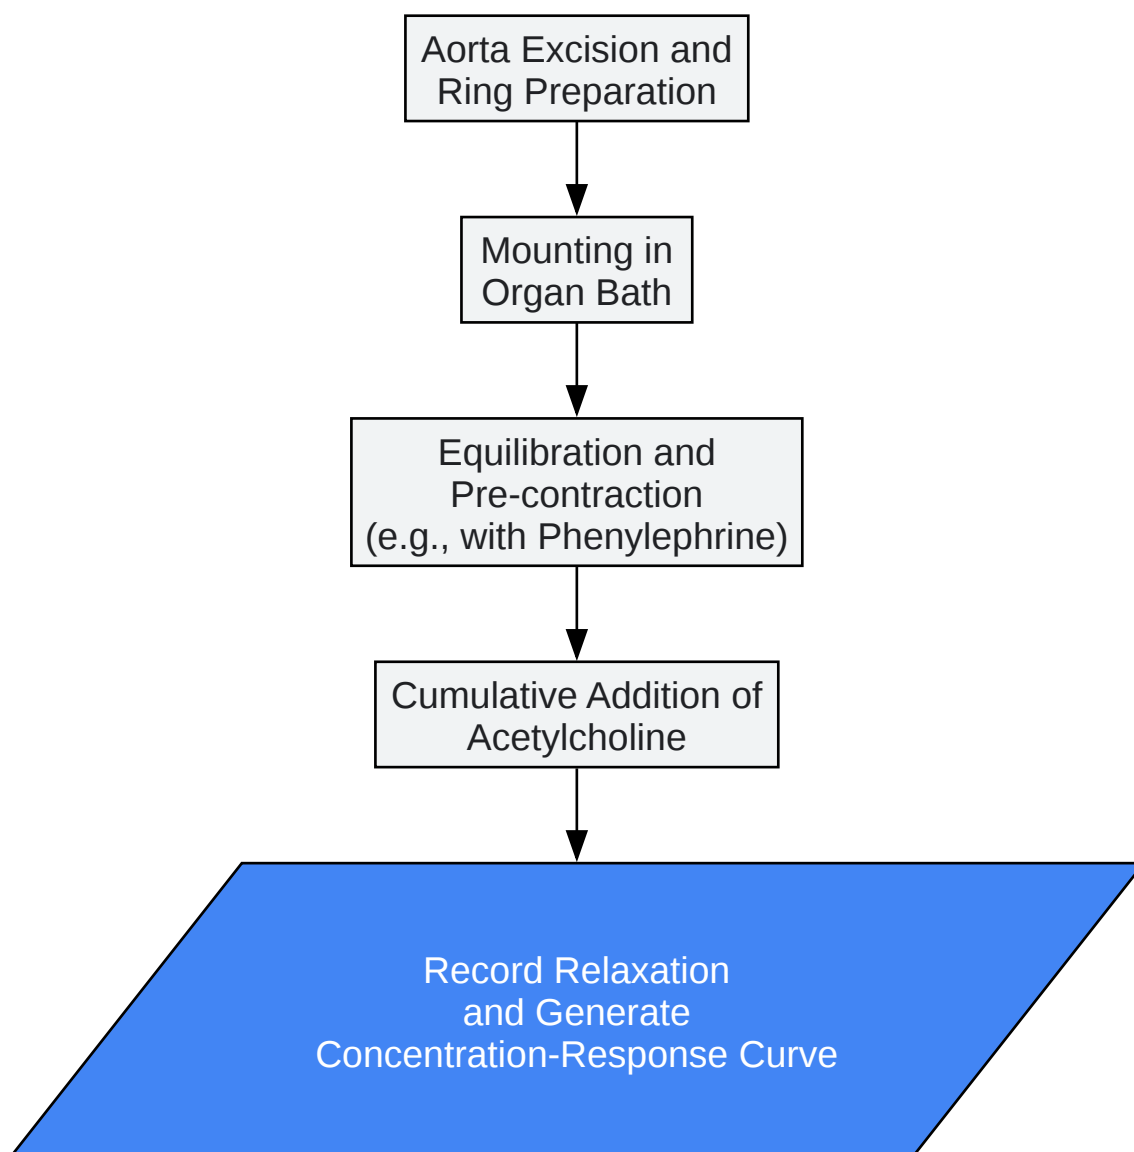 Aorta Excision and
Ring Preparation
Mounting in
Organ Bath
Equilibration and
Pre-contraction
(e.g., with Phenylephrine)
Cumulative Addition of
Acetylcholine
Record Relaxation
and Generate
Concentration-Response Curve